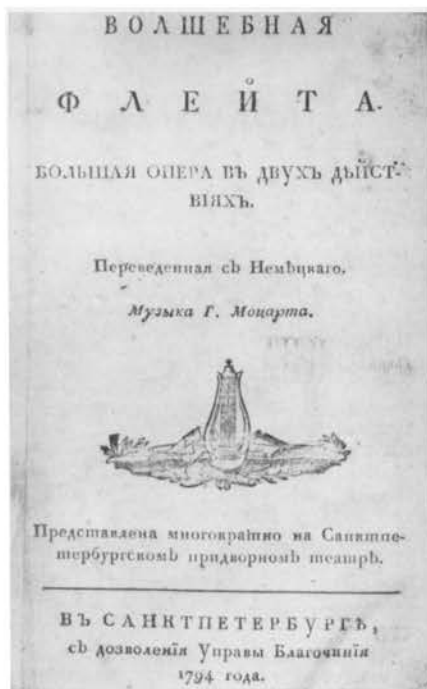 ВОЛШЕБНАЯ
ФЛЕЙТА.
БОЛЬШАЯ ОПЕРА ВЪ ДВУХЪ ДѢЙСТ-
ВІЯХЪ.
Переведенная съ Немѣцкаго.
Музыка Г. Моцарта.
Представлена многократно на Санктпе-
тербургскомъ придворномъ театрѣ.
ВЪ САНКТПЕТЕРБУРГѢ,
съ дозволенія Управы Благочинія
1794 года.